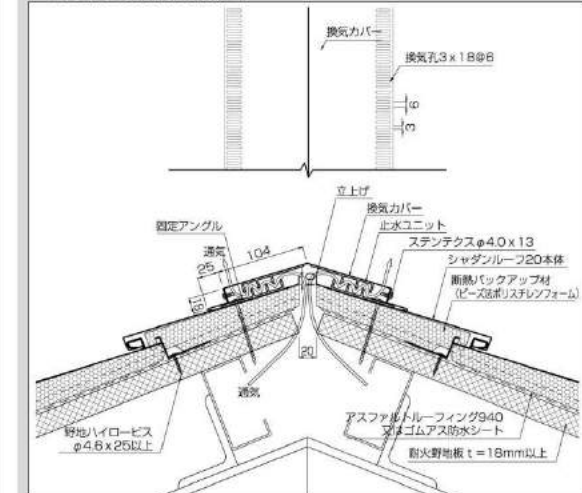 換気カバー
換気孔3×18@6
6
3
立上げ
換気カバー
固定アングル
止水ユニット
通気
104
ステンテクスφ4.0×13
25
シャダンルーフ20本体
断熱バックアップ材
(ビーズ法ポリスチレンフォーム)
20
通気
アスファルトルーフィング940
又はゴムアス防水シート
野地ハイロービス
φ4.6×25以上
耐火野地板 t=18mm以上